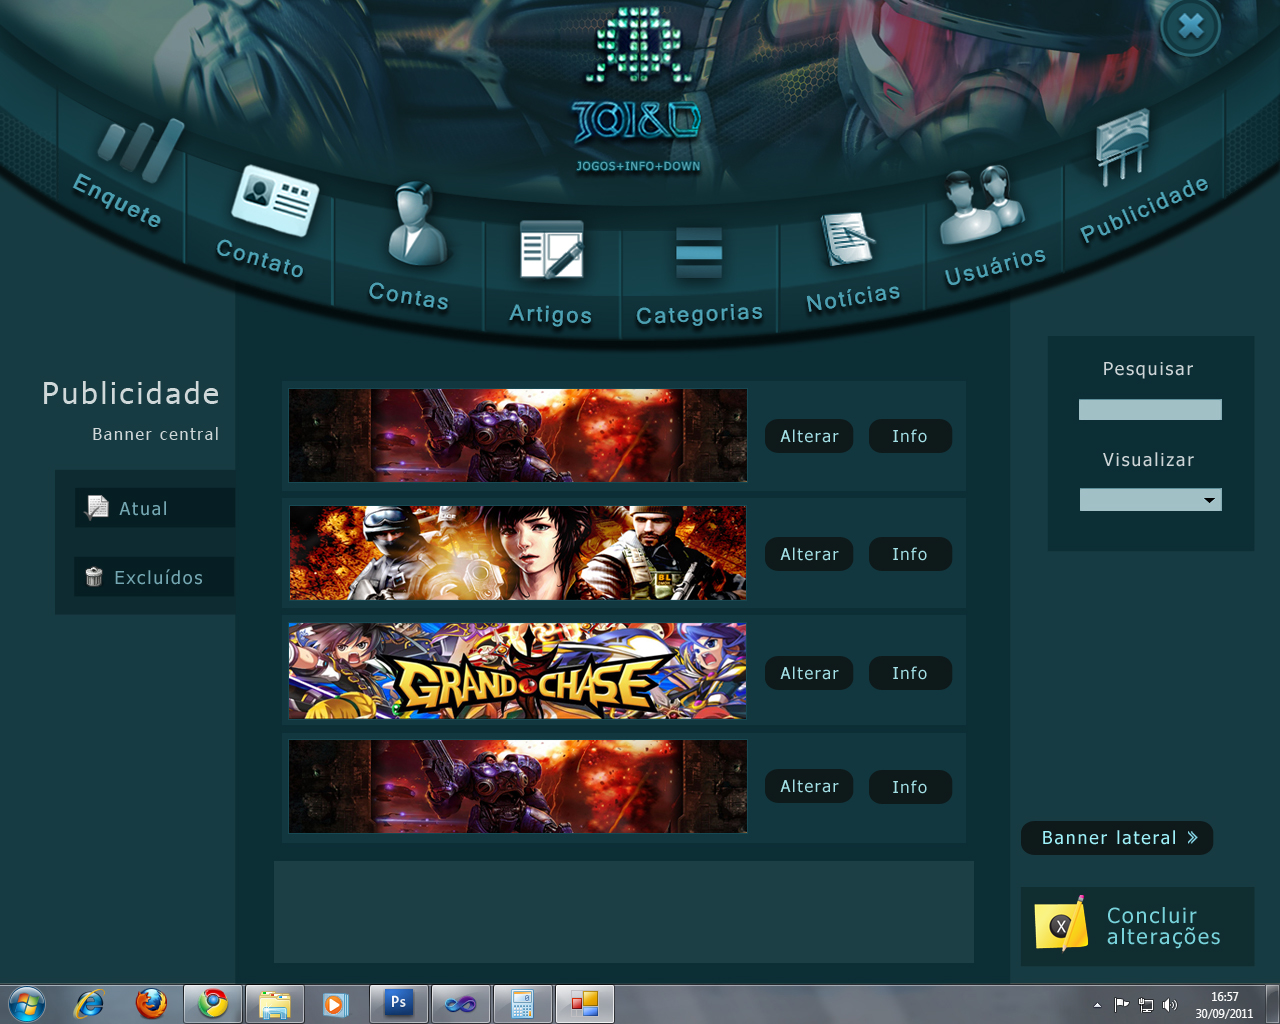 JOI&D
JOGOS+INFO+DOWN
Enquete
Contato
Contas
Artigos
Categorias
Notícias
Usuários
Publicidade
Publicidade
Banner central
Atual
Excluídos
Alterar
Info
Alterar
Info
GRAND CHASE
Alterar
Info
Alterar
Info
Pesquisar
Visualizar
Banner lateral
X
Concluir
alterações
Ps
16:57
30/09/2011